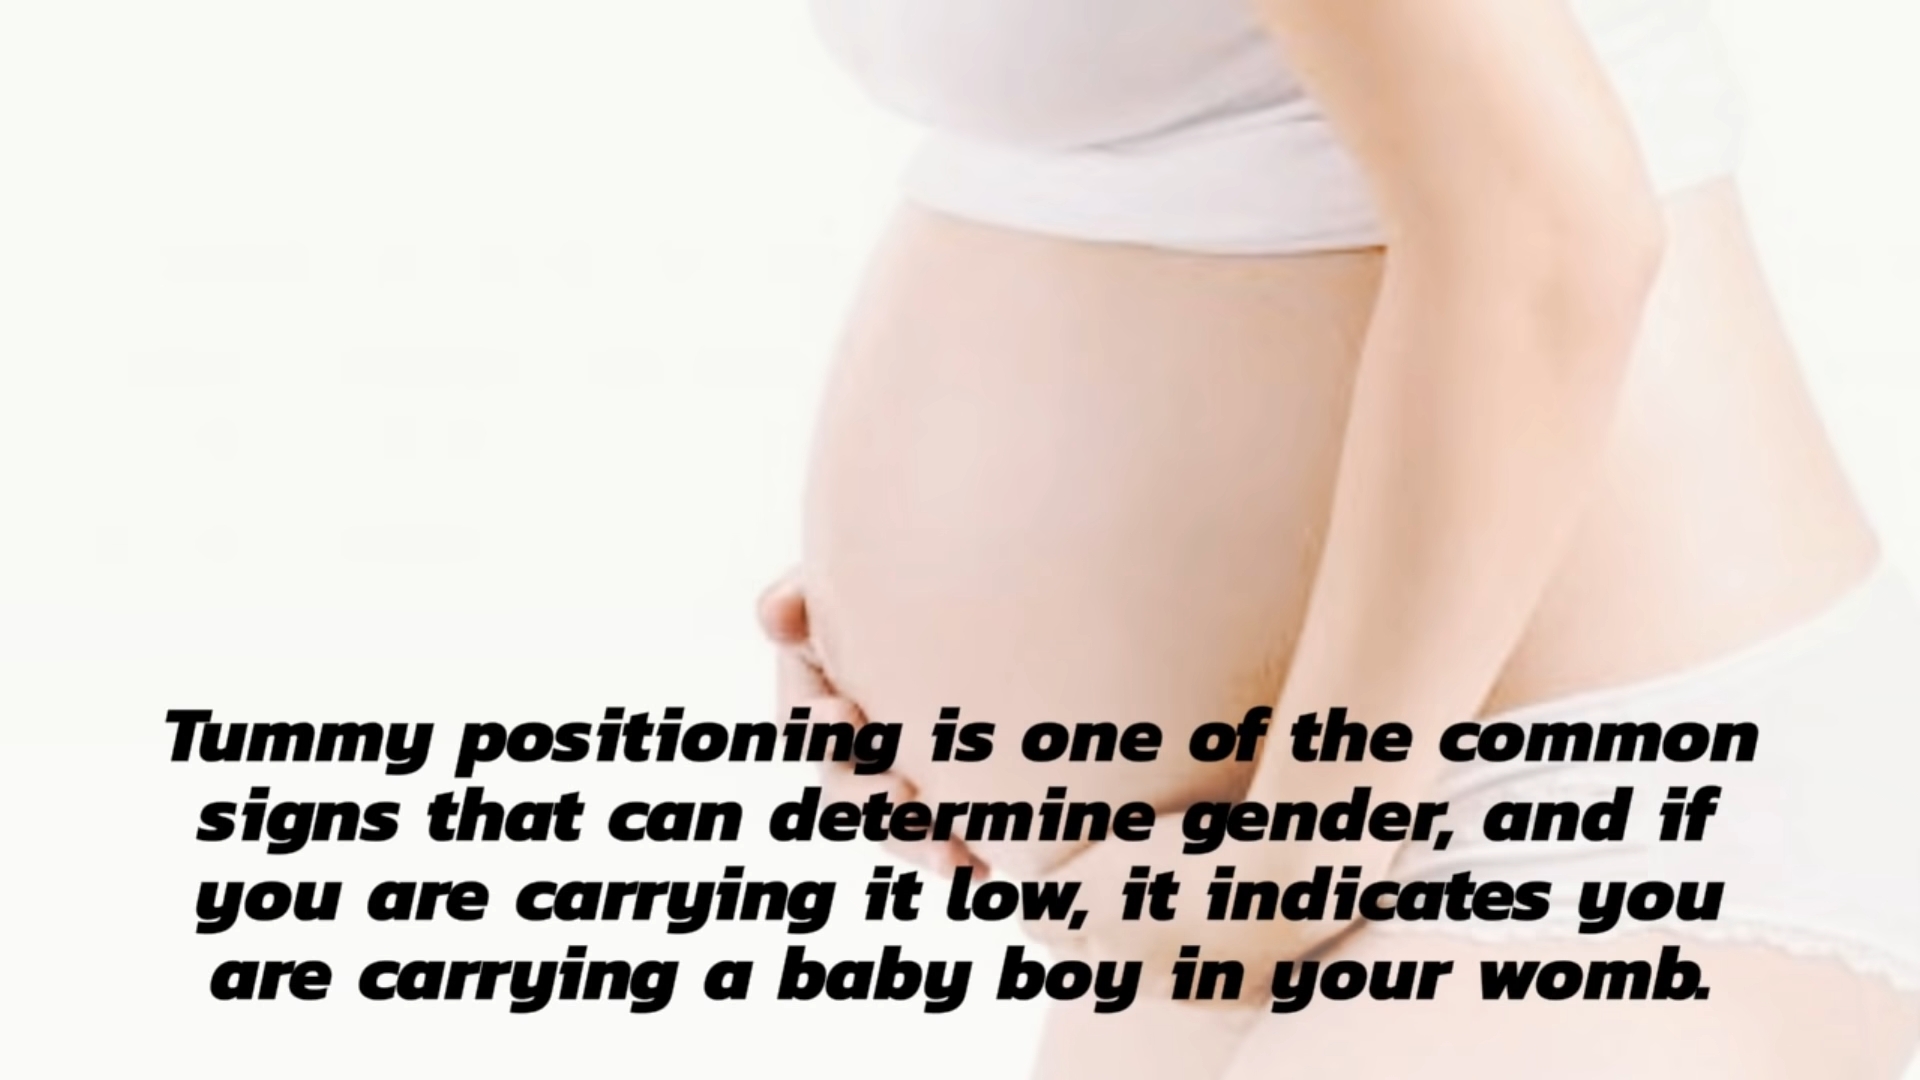 Tummy positioning is one of the common
signs that can determine gender, and if
you are carrying it low, it indicates you
are carrying a baby boy in your womb.